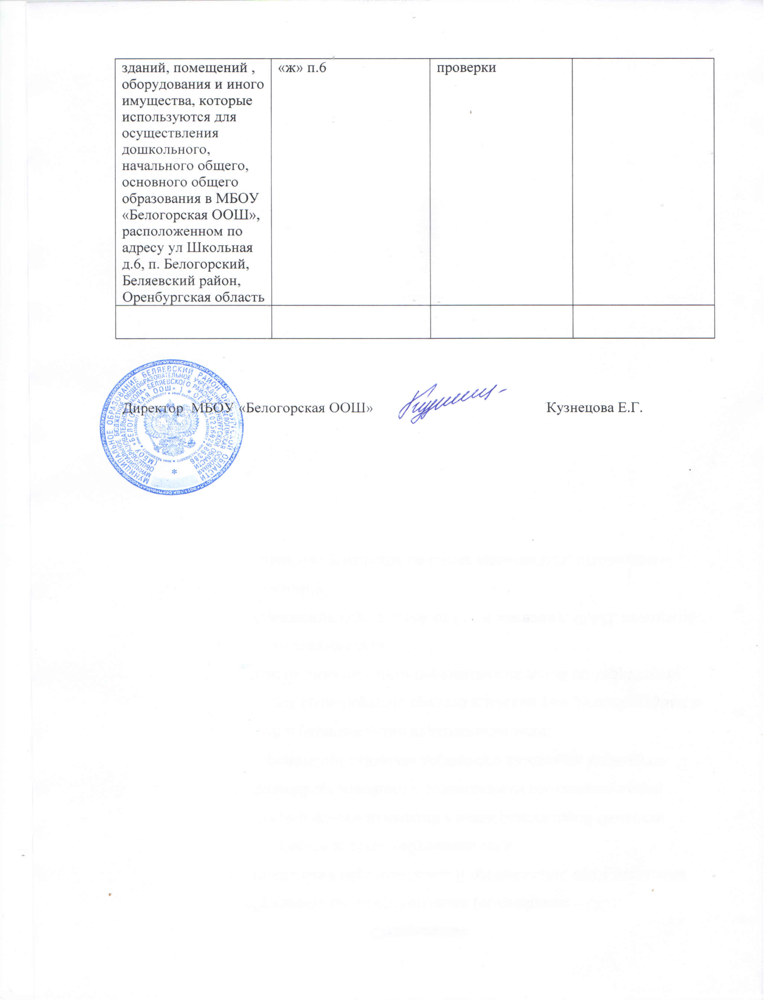 зданий, помещений , «ж» п.6 проверки
оборудования и иного
имущества, которые
используются для
осуществления
дошкольного,
начального общего,
основного общего
образования в МБОУ
«Белогорская ООШ»,
расположенном по
адресу ул Школьная
д.6, п. Белогорский,
Беляевский район,
Оренбургская область
Директор МБОУ «Белогорская ООШ» Кузнецова Е.Г.
МУНИЦИПАЛЬНОЕ ОБРАЗОВАНИЕ БЕЛЯЕВСКИЙ РАЙОН ОРЕНБУРГСКОЙ ОБЛАСТИ
МУНИЦИПАЛЬНОЕ БЮДЖЕТНОЕ ОБЩЕОБРАЗОВАТЕЛЬНОЕ УЧРЕЖДЕНИЕ «БЕЛОГОРСКАЯ ОСНОВНАЯ
ОБЩЕОБРАЗОВАТЕЛЬНАЯ ШКОЛА» БЕЛЯЕВСКОГО РАЙОНА ОРЕНБУРГСКОЙ ОБЛАСТИ
(МБОУ «БЕЛОГОРСКАЯ ООШ») * ОГРН 1025602986386
* ИНН 5623005077 *